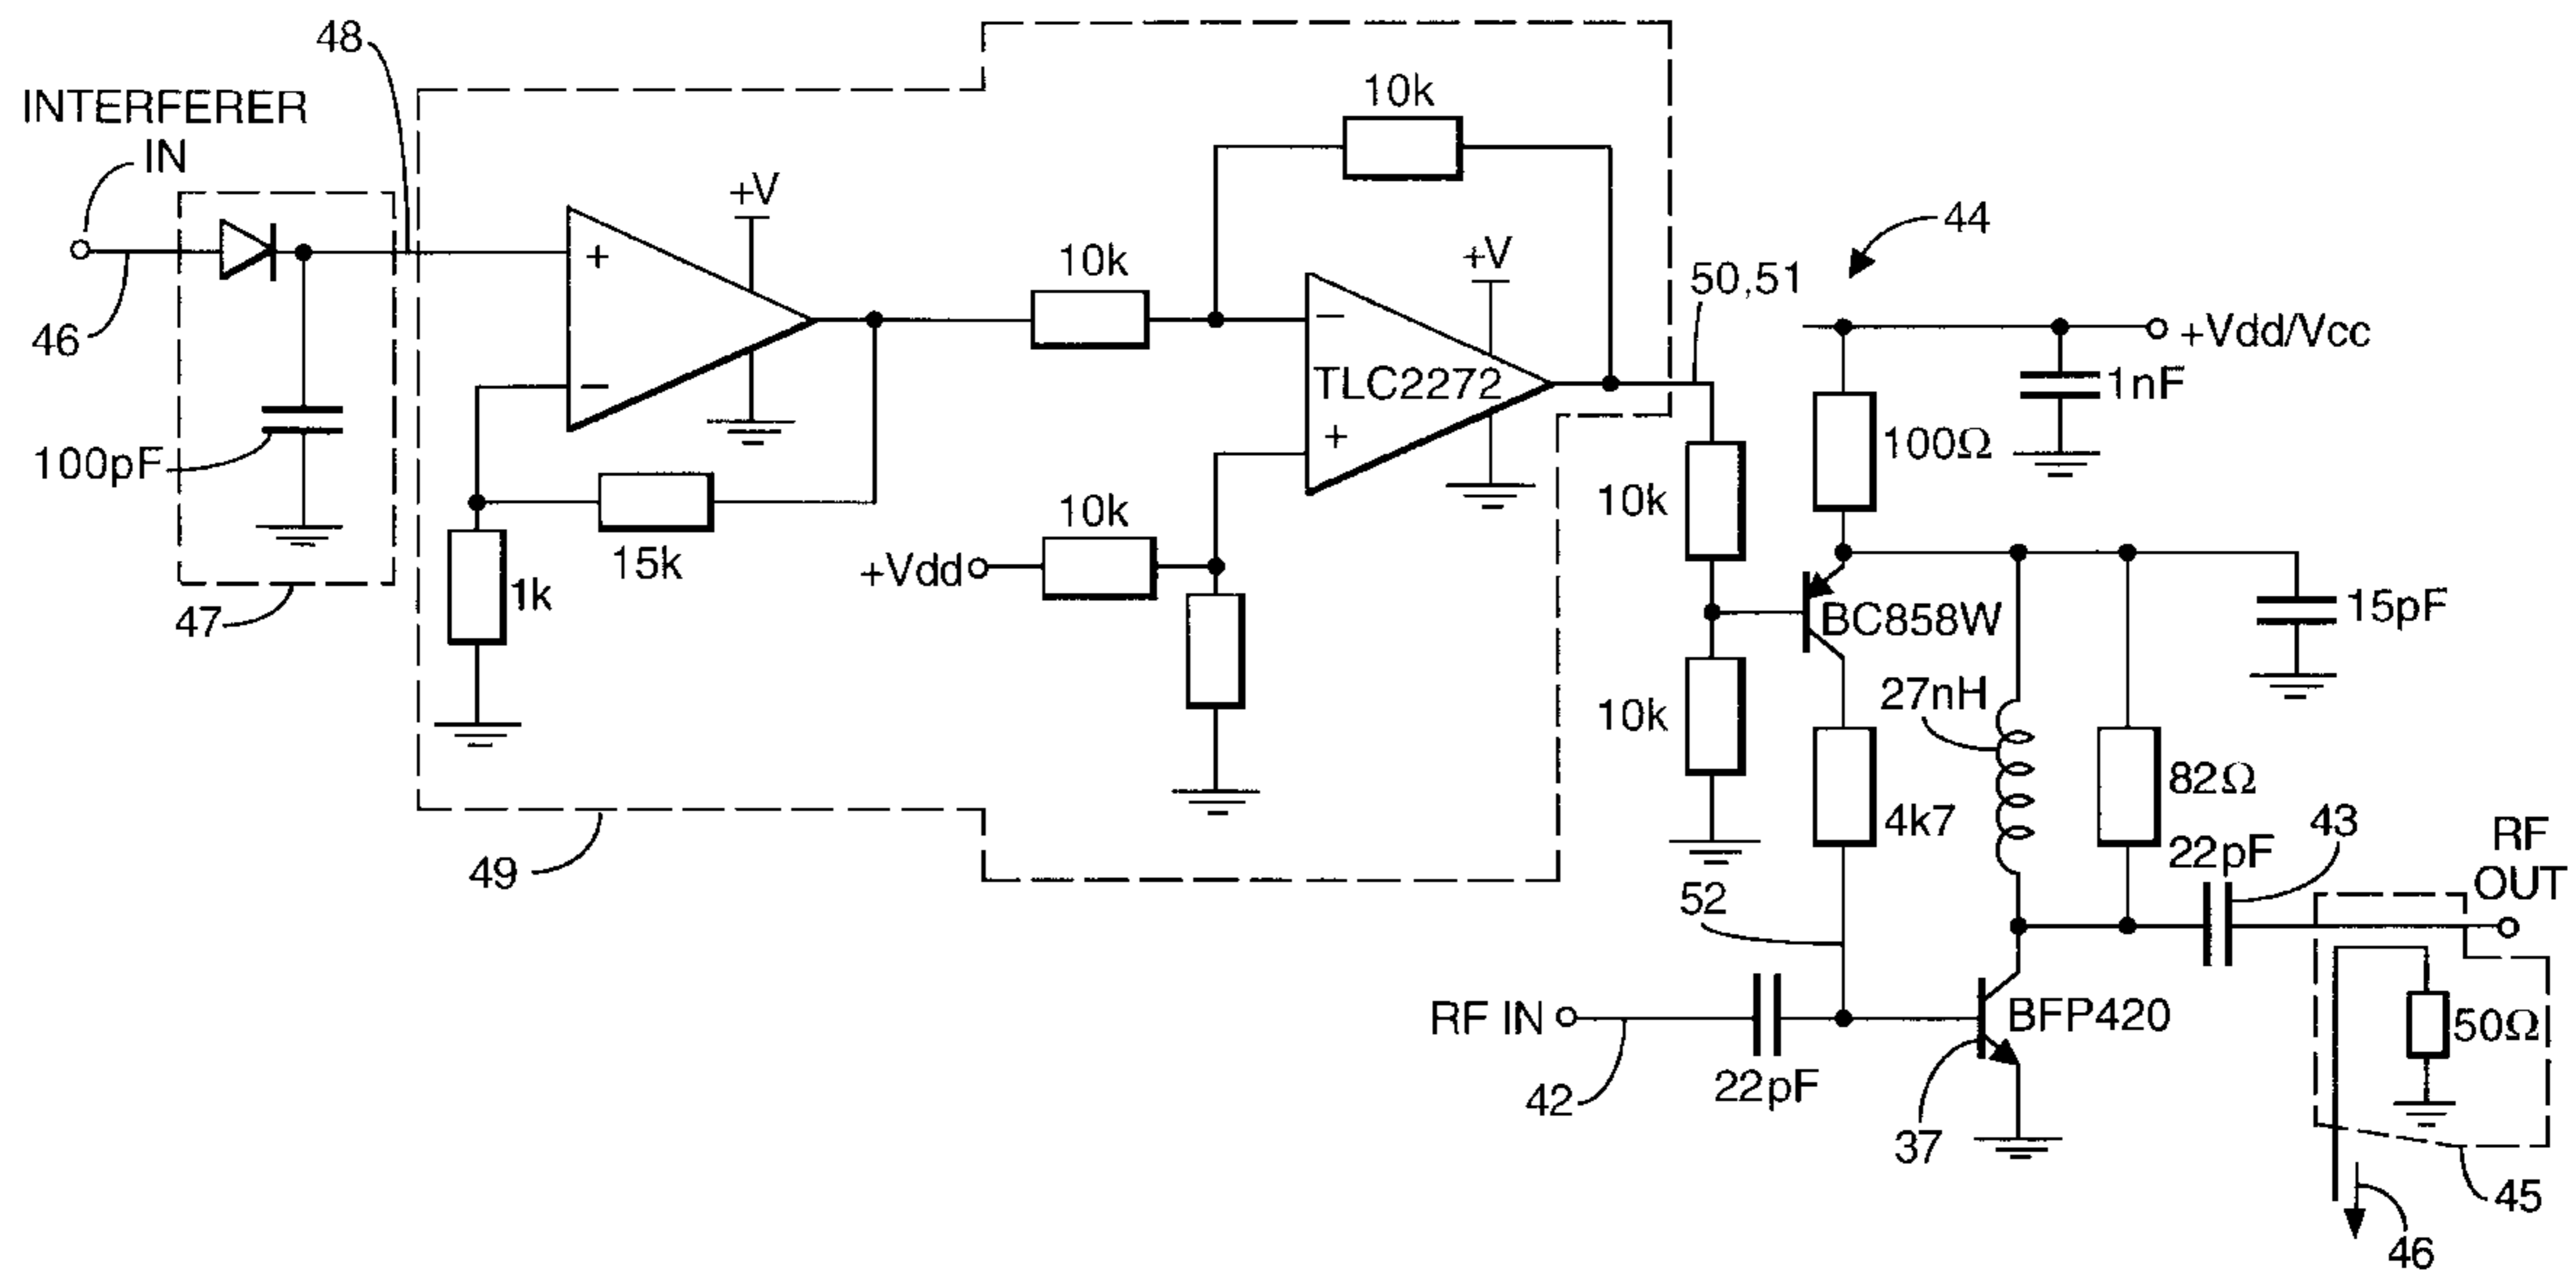 48
INTERFERER
IN
46
100pF
47
+V
15k
1k
49
10k
10k
+V
TLC2272
10k
+Vdd
50,51
44
+Vdd/Vcc
1nF
100Ω
10k
BC858W
15pF
27nH
10k
82Ω
4k7
22pF
43
RF
OUT
52
RF IN
42
22pF
BFP420
37
50Ω
45
46